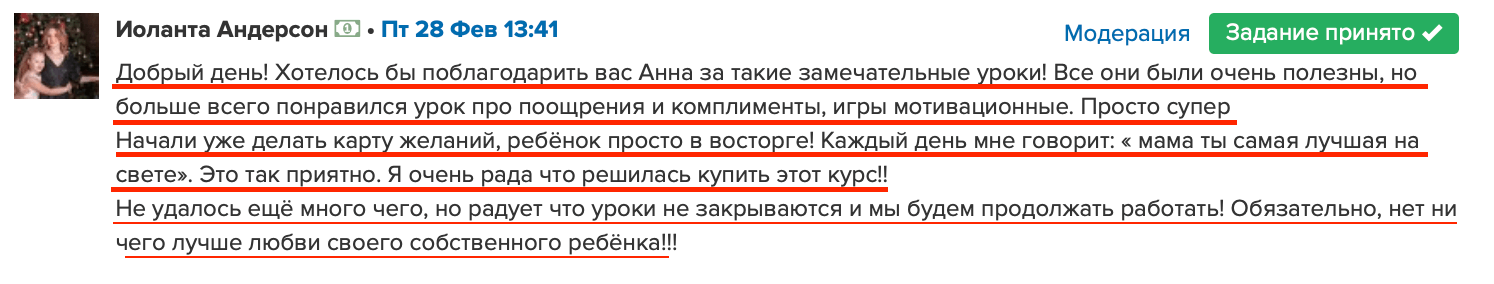 Иоланта Андерсон • Пт 28 Фев 13:41
Модерация Задание принято
Добрый день! Хотелось бы поблагодарить вас Анна за такие замечательные уроки! Все они были очень полезны, но
больше всего понравился урок про поощрения и комплименты, игры мотивационные. Просто супер
Начали уже делать карту желаний, ребёнок просто в восторге! Каждый день мне говорит: « мама ты самая лучшая на
свете». Это так приятно. Я очень рада что решилась купить этот курс!!
Не удалось ещё много чего, но радует что уроки не закрываются и мы будем продолжать работать! Обязательно, нет ни
чего лучше любви своего собственного ребёнка!!!